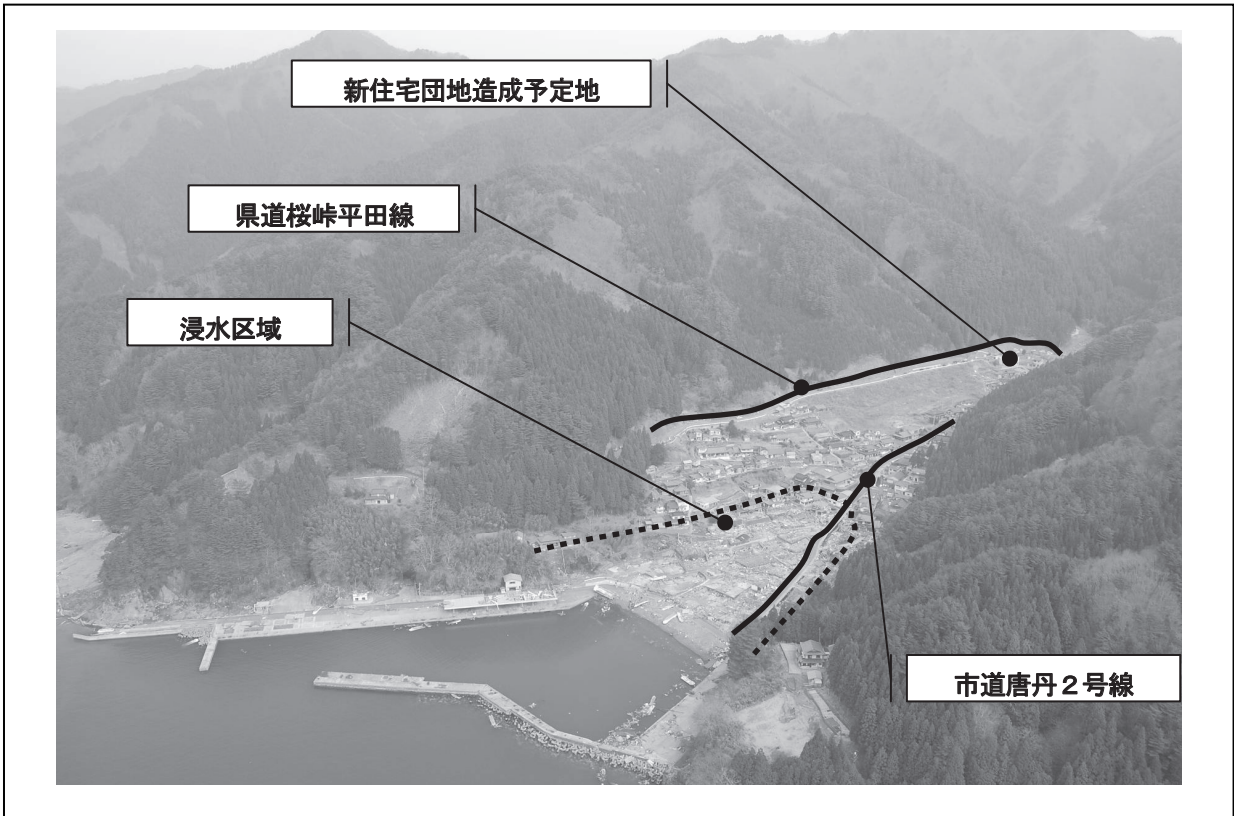 新住宅団地造成予定地
県道桜峠平田線
浸水区域
市道唐丹２号線